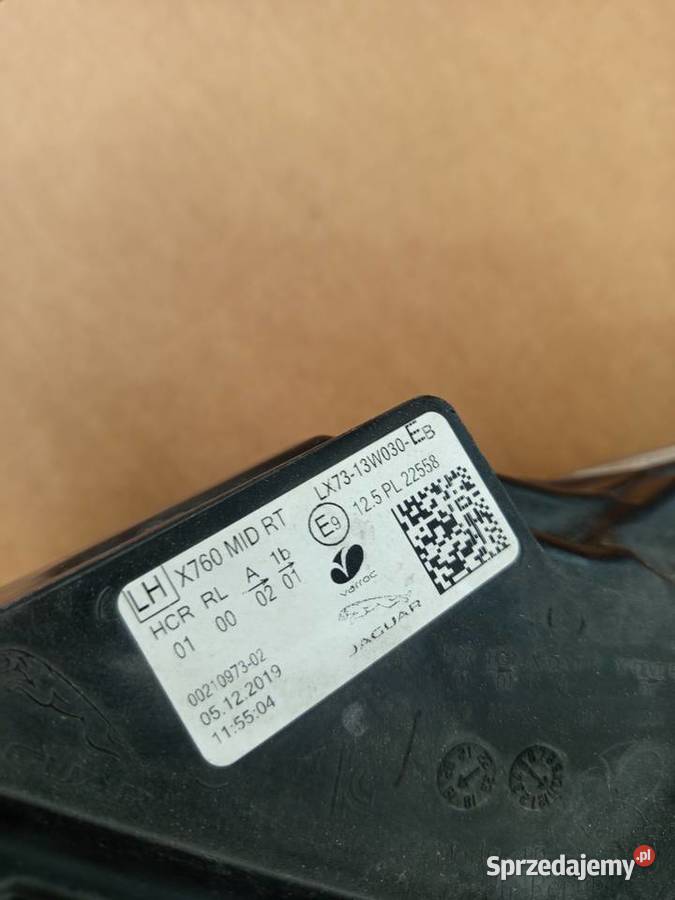 LH X760 MID RT LX73-13W030-EB
HCR RL A 1b E9 12.5 PL 22558
01 00 02 01
varroc
JAGUAR
00210973-02
05.12.2019
11:55:04
Sprzedajemy.pl